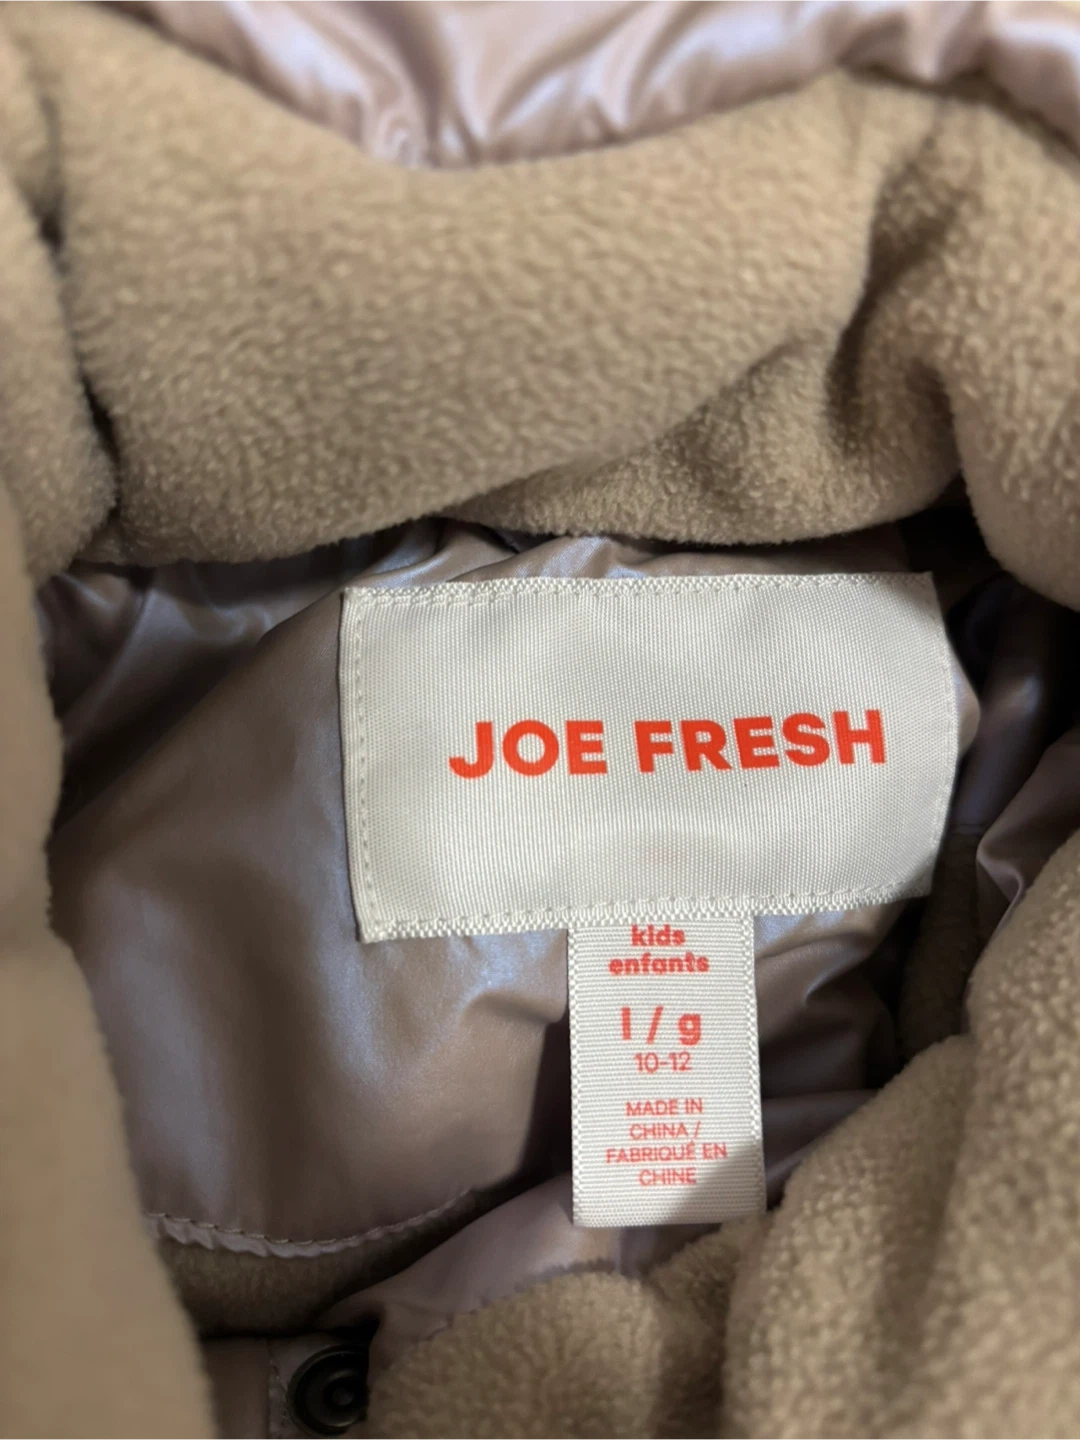 JOE FRESH
kids
enfants
l / g
10-12
MADE IN
CHINA /
FABRIQUÉ EN
CHINE